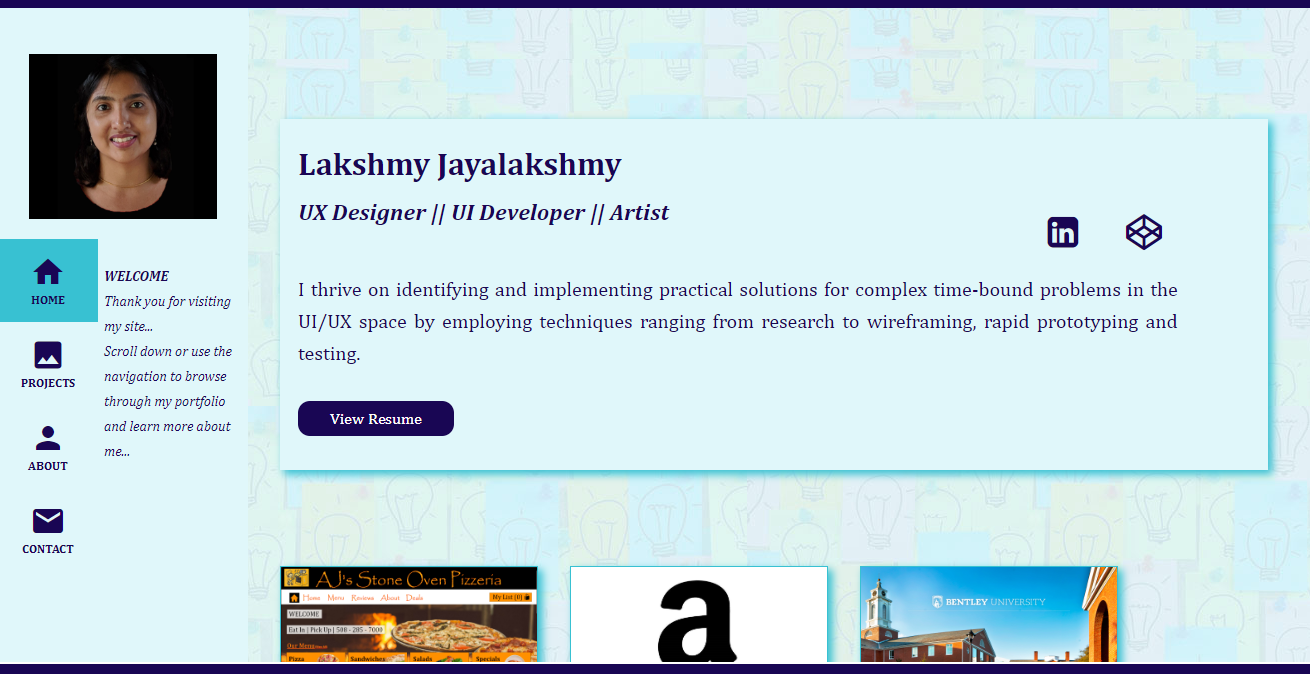 HOME
PROJECTS
ABOUT
CONTACT
WELCOME
Thank you for visiting
my site...
Scroll down or use the
navigation to browse
through my portfolio
and learn more about
me...
Lakshmy Jayalakshmy
UX Designer // UI Developer // Artist
in
I thrive on identifying and implementing practical solutions for complex time-bound problems in the
UI/UX space by employing techniques ranging from research to wireframing, rapid prototyping and
testing.
View Resume
AJ's Stone Oven Pizzeria
Home Menu Reviews About Deals
My List (0)
WELCOME
Eat In | Pick Up | 508 - 205 - 7000
Our Menu
Pizza Sandwiches Salads Specials
a
BENTLEY UNIVERSITY